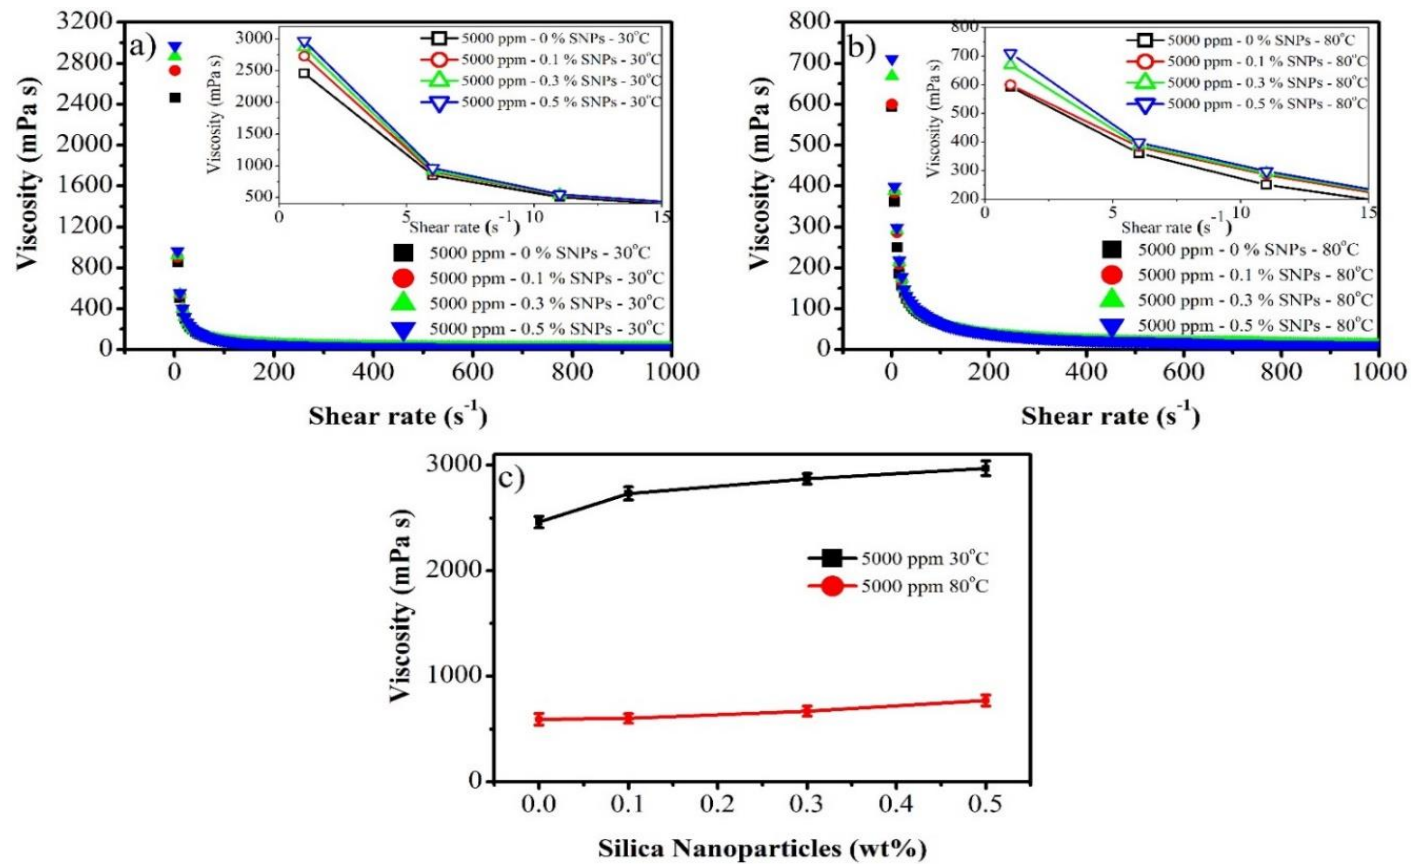 a)
3200
2800
2400
2000
1600
1200
800
400
0
Viscosity (mPa s)
0 200 400 600 800 1000
Shear rate (s-1)
3000
2500
2000
1500
1000
500
Viscosity (mPa s)
0 5 10 15
Shear rate (s-1)
5000 ppm - 0 % SNPs - 30°C
5000 ppm - 0.1 % SNPs - 30°C
5000 ppm - 0.3 % SNPs - 30°C
5000 ppm - 0.5 % SNPs - 30°C
5000 ppm - 0 % SNPs - 30°C
5000 ppm - 0.1 % SNPs - 30°C
5000 ppm - 0.3 % SNPs - 30°C
5000 ppm - 0.5 % SNPs - 30°C
b)
800
700
600
500
400
300
200
100
0
Viscosity (mPa s)
0 200 400 600 800 1000
Shear rate (s-1)
800
700
600
500
400
300
200
Viscosity (mPa s)
0 5 10 15
Shear rate (s-1)
5000 ppm - 0 % SNPs - 80°C
5000 ppm - 0.1 % SNPs - 80°C
5000 ppm - 0.3 % SNPs - 80°C
5000 ppm - 0.5 % SNPs - 80°C
5000 ppm - 0 % SNPs - 80°C
5000 ppm - 0.1 % SNPs - 80°C
5000 ppm - 0.3 % SNPs - 80°C
5000 ppm - 0.5 % SNPs - 80°C
c)
3000
2000
1000
0
Viscosity (mPa s)
5000 ppm 30°C
5000 ppm 80°C
0.0 0.1 0.2 0.3 0.4 0.5
Silica Nanoparticles (wt%)